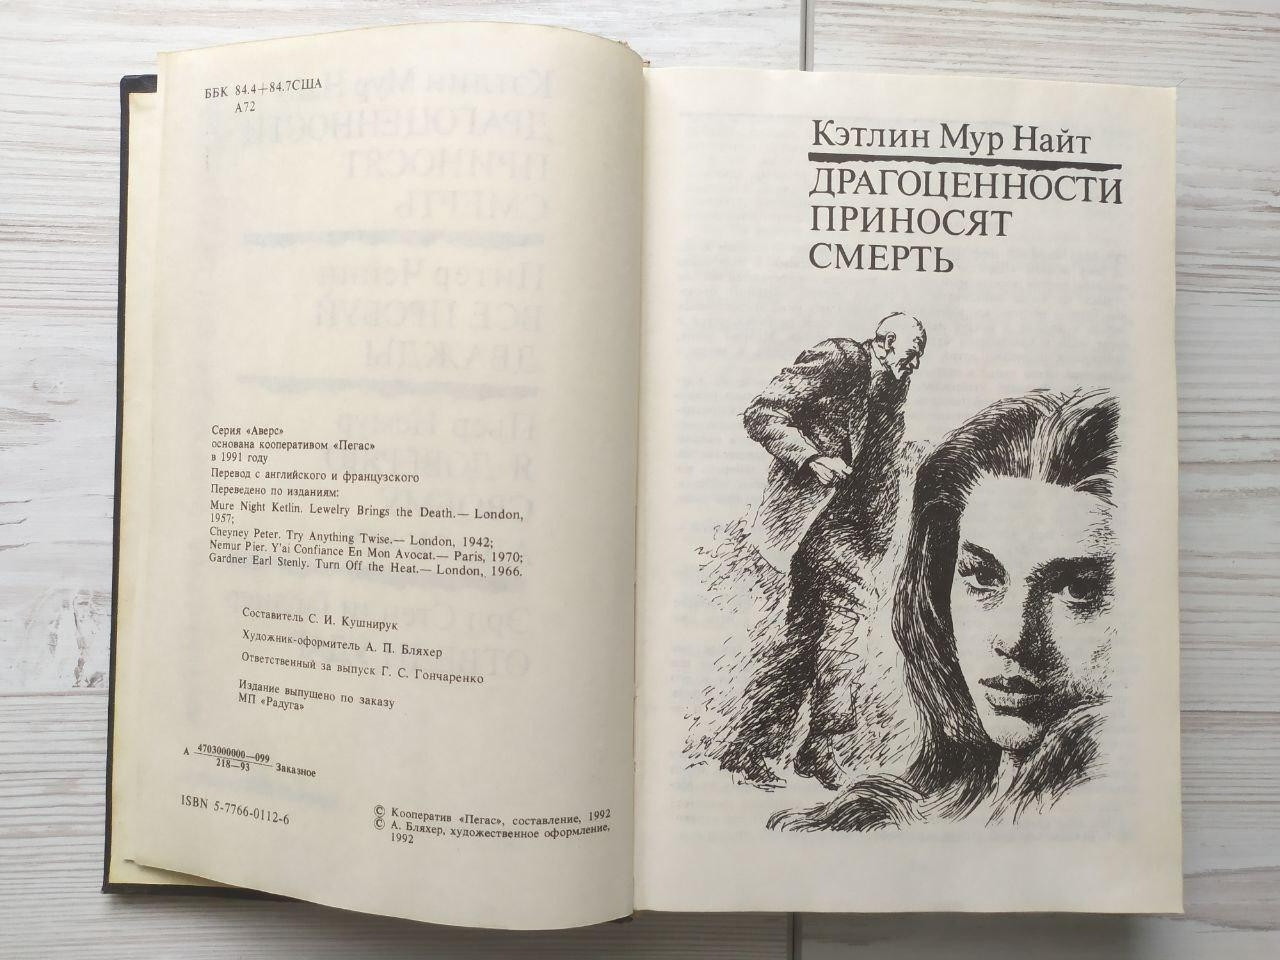 ББК 84.4+84.7США
А72
Серия «Аверс»
основана кооперативом «Пегас»
в 1991 году
Перевод с английского и французского
Переведено по изданиям:
Mure Night Ketlin. Lewelry Brings the Death.— London,
1957;
Cheyney Peter. Try Anything Twise.— London, 1942;
Nemur Pier. Y'ai Confiance En Mon Avocat.— Paris, 1970;
Gardner Earl Stenly. Turn Off the Heat.— London, 1966.
Составитель С. И. Кушнирук
Художник-оформитель А. П. Бляхер
Ответственный за выпуск Г. С. Гончаренко
Издание выпущено по заказу
МП «Радуга»
А 4703000000—099
218—93 Заказное
ISBN 5-7766-0112-6
© Кооператив «Пегас», составление, 1992
© А. Бляхер, художественное оформление,
1992
Кэтлин Мур Найт
ДРАГОЦЕННОСТИ
ПРИНОСЯТ
СМЕРТЬ